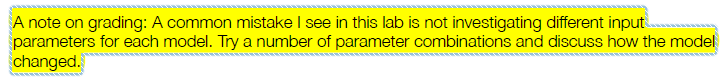 A note on grading: A common mistake I see in this lab is not investigating different input
parameters for each model. Try a number of parameter combinations and discuss how the model
changed.